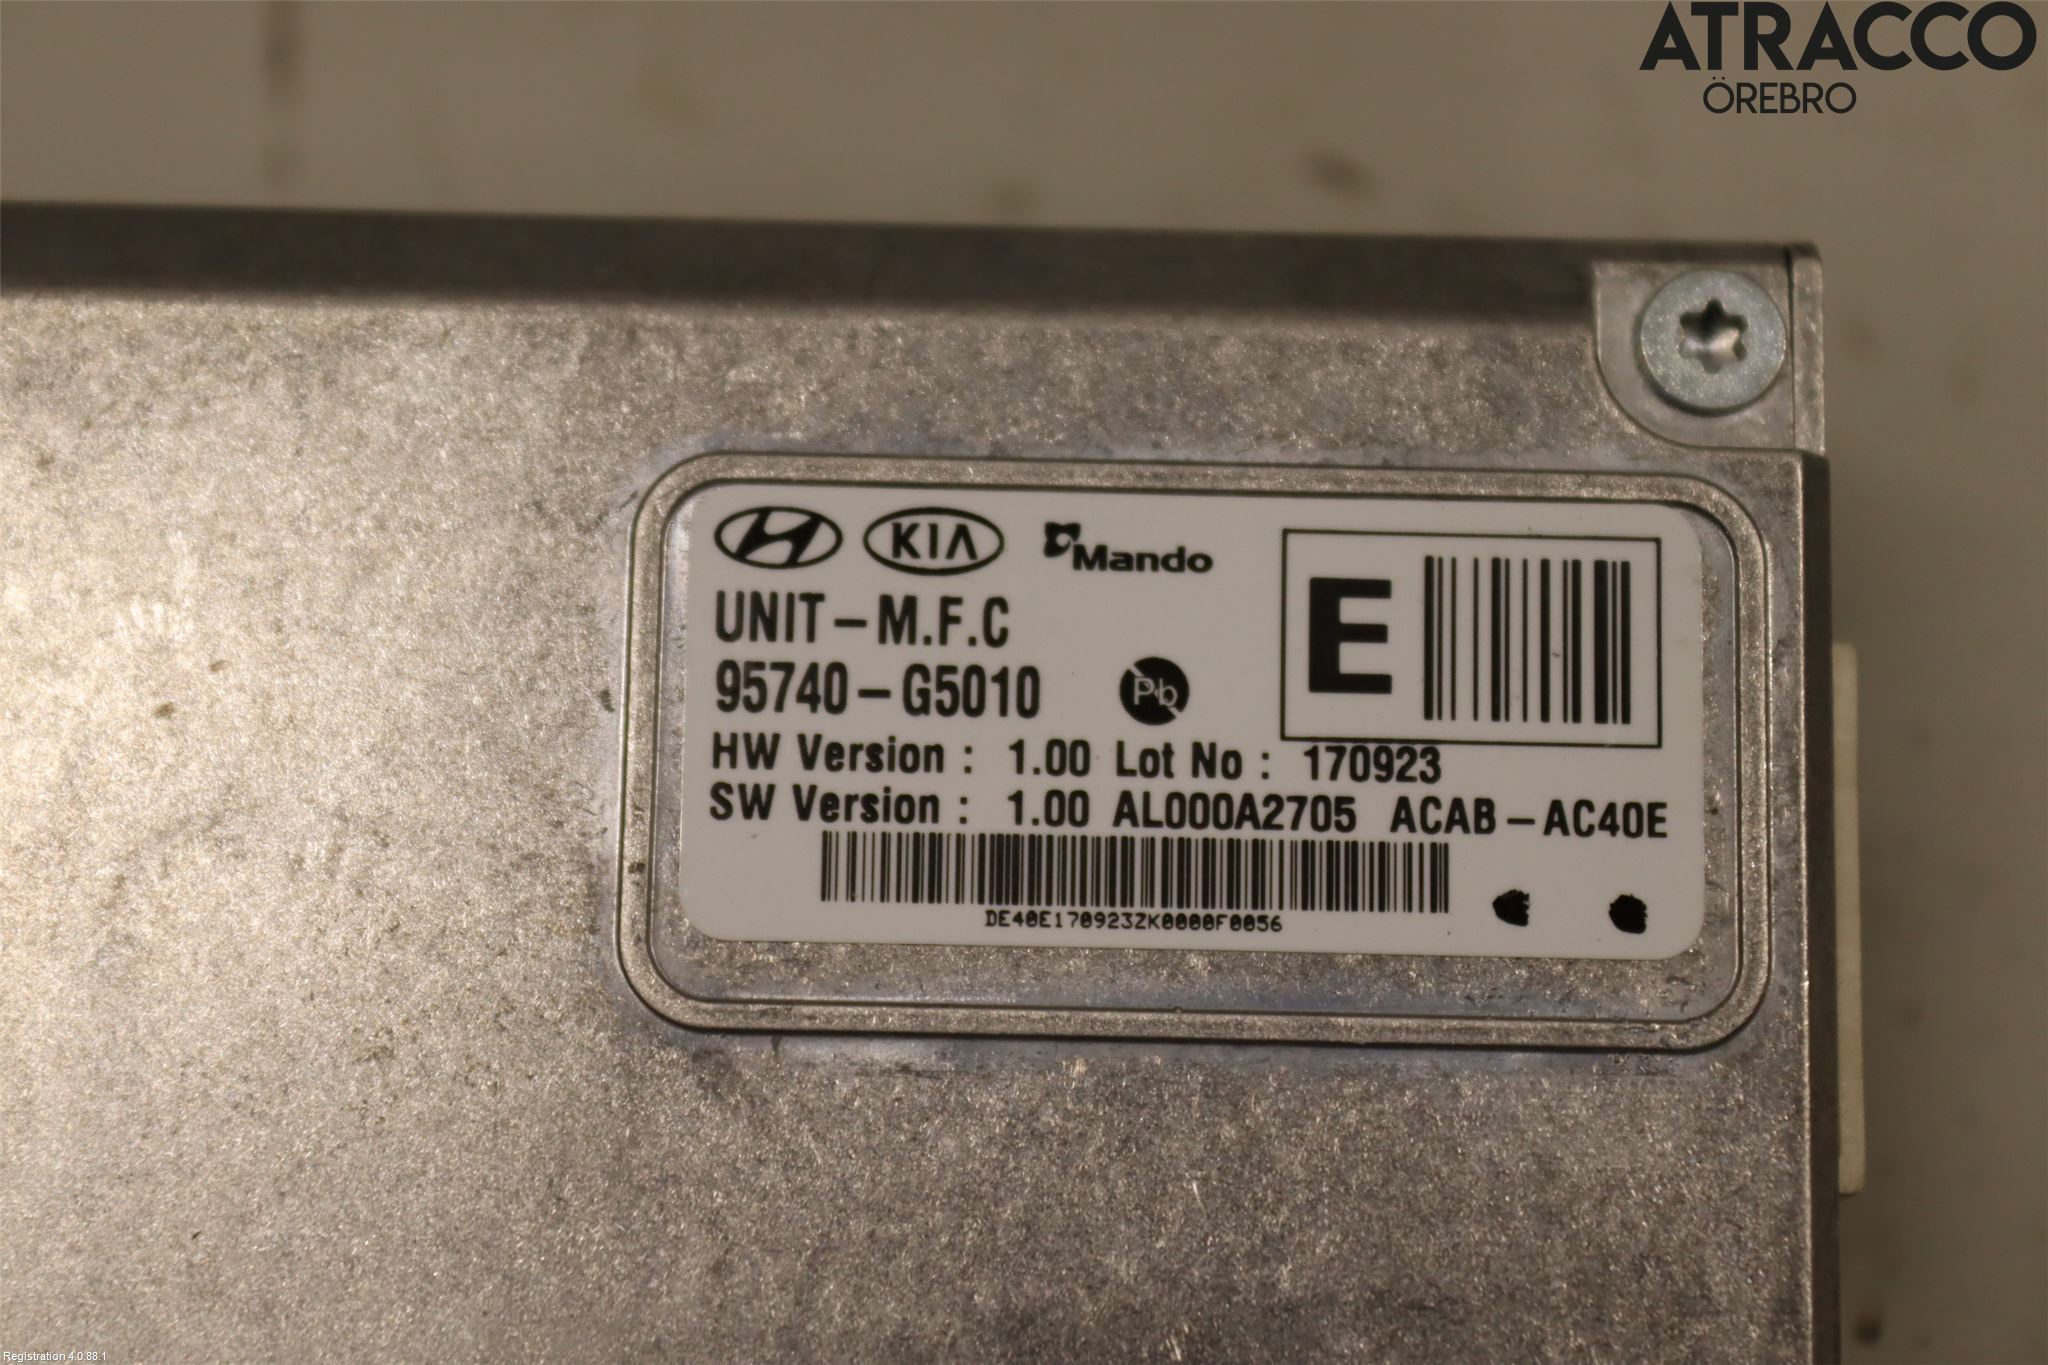 ATRACCO
ÖREBRO
KIA Mando
UNIT-M.F.C
95740-G5010 Pb
E
HW Version : 1.00 Lot No : 170923
SW Version : 1.00 AL000A2705 ACAB-AC40E
DE40E170923ZK0000F0056
Registration 4.0.88.1